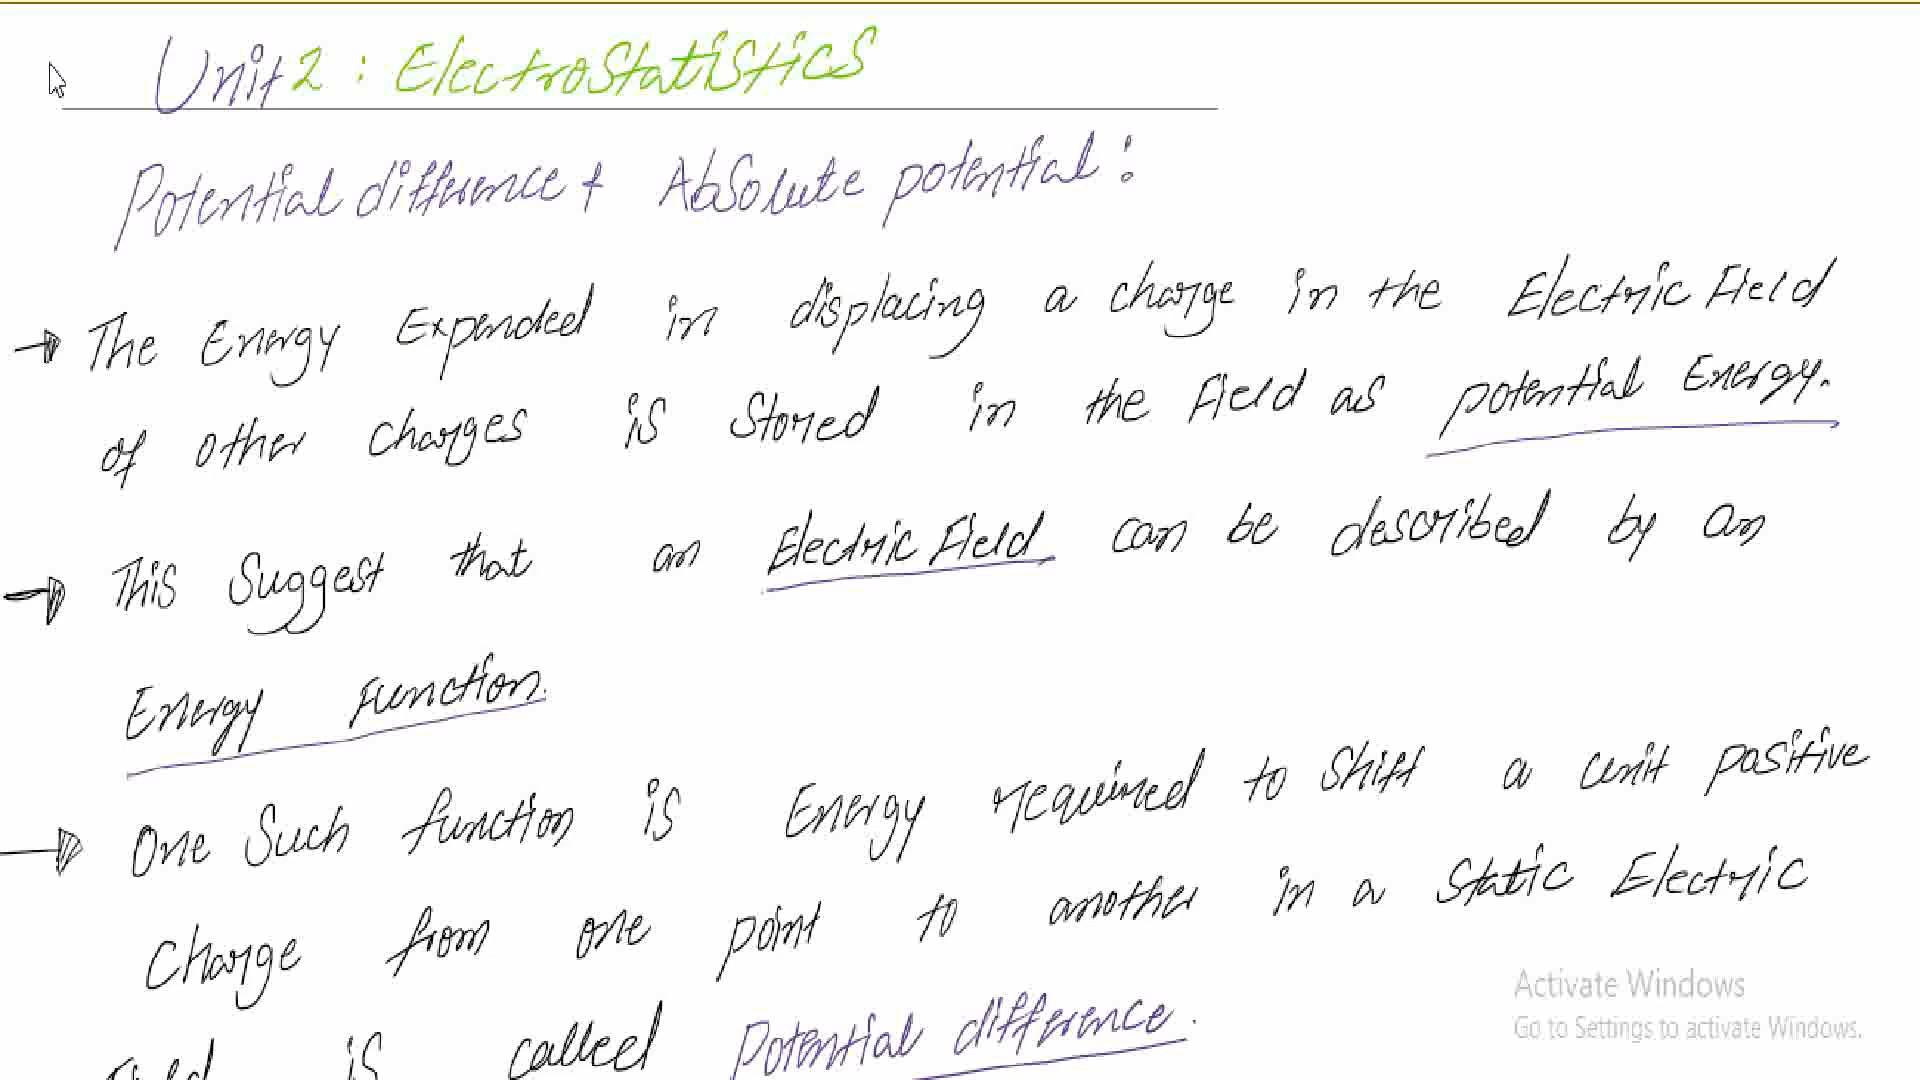 Unit 2 : ElectroStatistics
Potential difference & Absolute potential :
The Energy Expended in displacing a charge in the Electric Field
of other charges is stored in the Field as potential Energy.
This Suggest that an Electric Field can be described by an
Energy Function.
One Such function is Energy required to Shift a unit positive
Charge from one point to another in a Static Electric
Field is called Potential difference.
Activate Windows
Go to Settings to activate Windows.